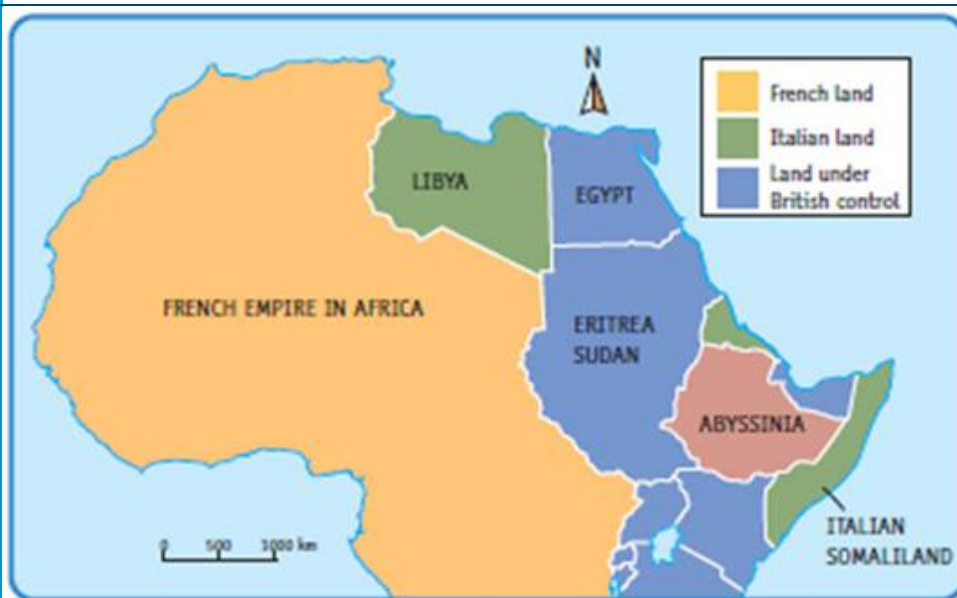 N
French land
Italian land
Land under
British control
LIBYA
EGYPT
FRENCH EMPIRE IN AFRICA
ERITREA
SUDAN
ABYSSINIA
ITALIAN
SOMALILAND
0 500 1000 km